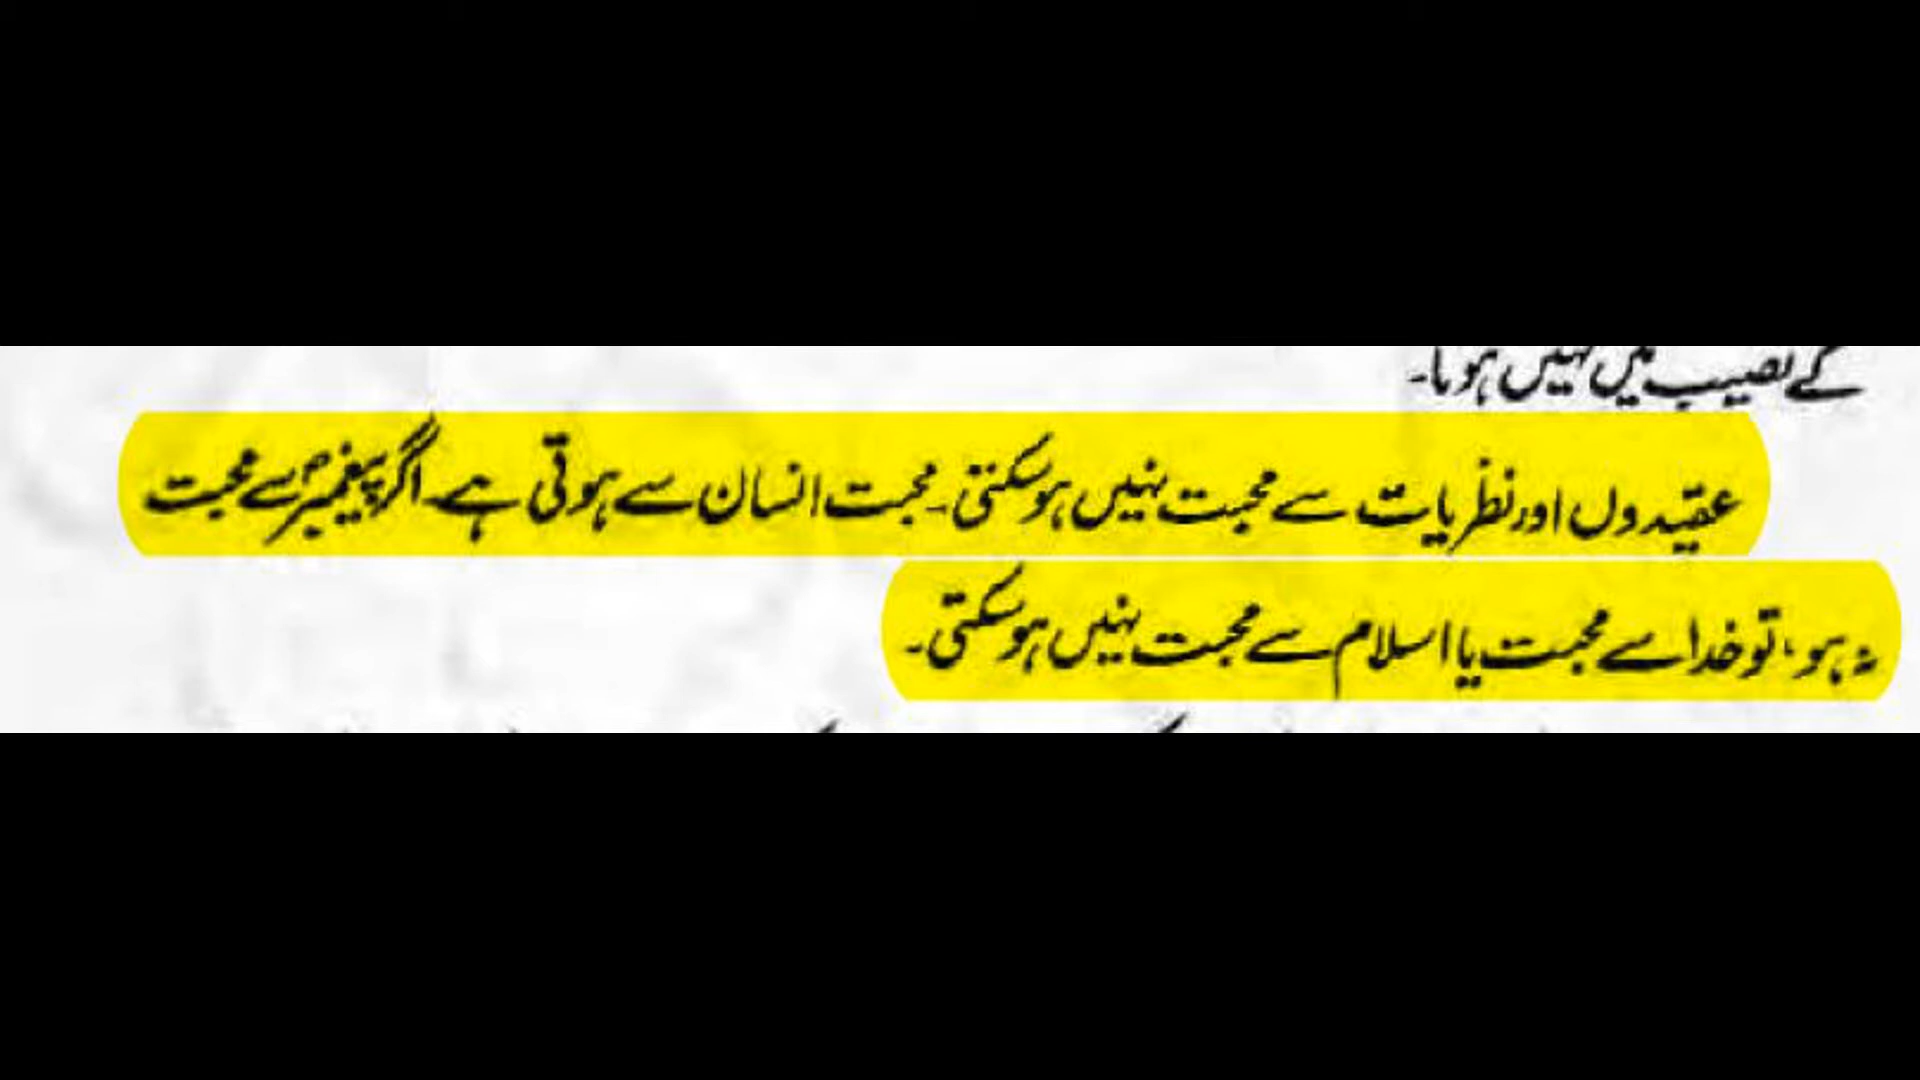 کے نصیب میں نہیں ہوتا۔
عقیدوں اور نظریات سے محبت نہیں ہو سکتی۔ محبت انسان سے ہوتی ہے۔ اگر پیغمبرؐ سے محبت
نہ ہو، تو خدا سے محبت یا اسلام سے محبت نہیں ہو سکتی۔